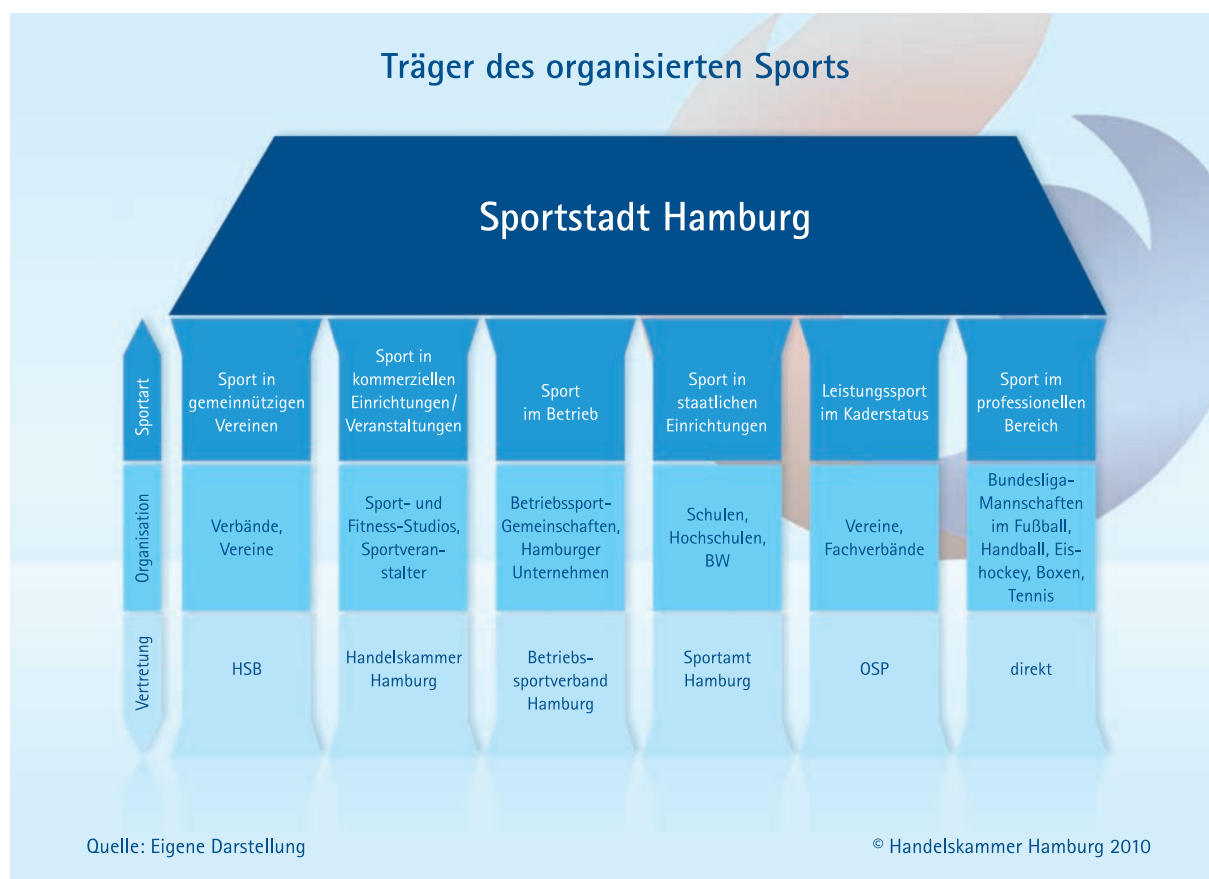 Träger des organisierten Sports
Sportstadt Hamburg
Sportart
Sport in
gemeinnützigen
Vereinen
Sport in
kommerziellen
Einrichtungen/
Veranstaltungen
Sport
im Betrieb
Sport in
staatlichen
Einrichtungen
Leistungssport
im Kaderstatus
Sport im
professionellen
Bereich
Organisation
Verbände,
Vereine
Sport- und
Fitness-Studios,
Sportveran-
stalter
Betriebssport-
Gemeinschaften,
Hamburger
Unternehmen
Schulen,
Hochschulen,
BW
Vereine,
Fachverbände
Bundesliga-
Mannschaften
im Fußball,
Handball, Eis-
hockey, Boxen,
Tennis
Vertretung
HSB
Handelskammer
Hamburg
Betriebs-
sportverband
Hamburg
Sportamt
Hamburg
OSP
direkt
Quelle: Eigene Darstellung
© Handelskammer Hamburg 2010